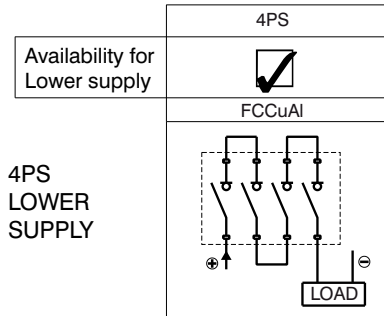 4PS
Availability for
Lower supply
FCCuAl
4PS
LOWER
SUPPLY
⊕
⊖
LOAD